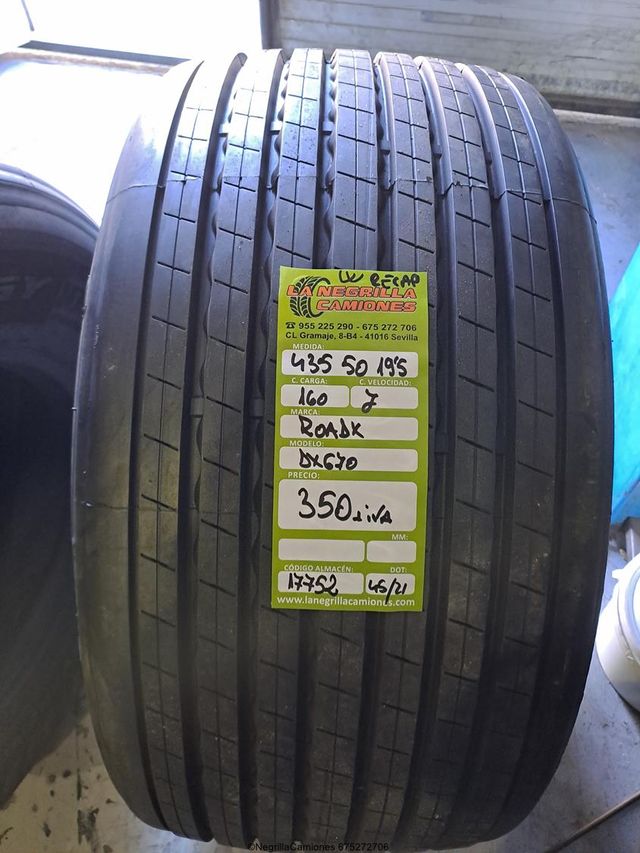 RECAP
LA NEGRILLA
CAMIONES
☎ 955 225 290 - 675 272 706
CL Gramaje, 8-B4 - 41016 Sevilla
MEDIDA:
435 50 19'5
C. CARGA: C. VELOCIDAD:
160 J
MARCA:
ROADX
MODELO:
DX670
PRECIO:
350
MM:
CÓDIGO ALMACÉN: DOT:
17752 45/21
www.lanegrillacamiones.com
©NegrillaCamiones 675272706